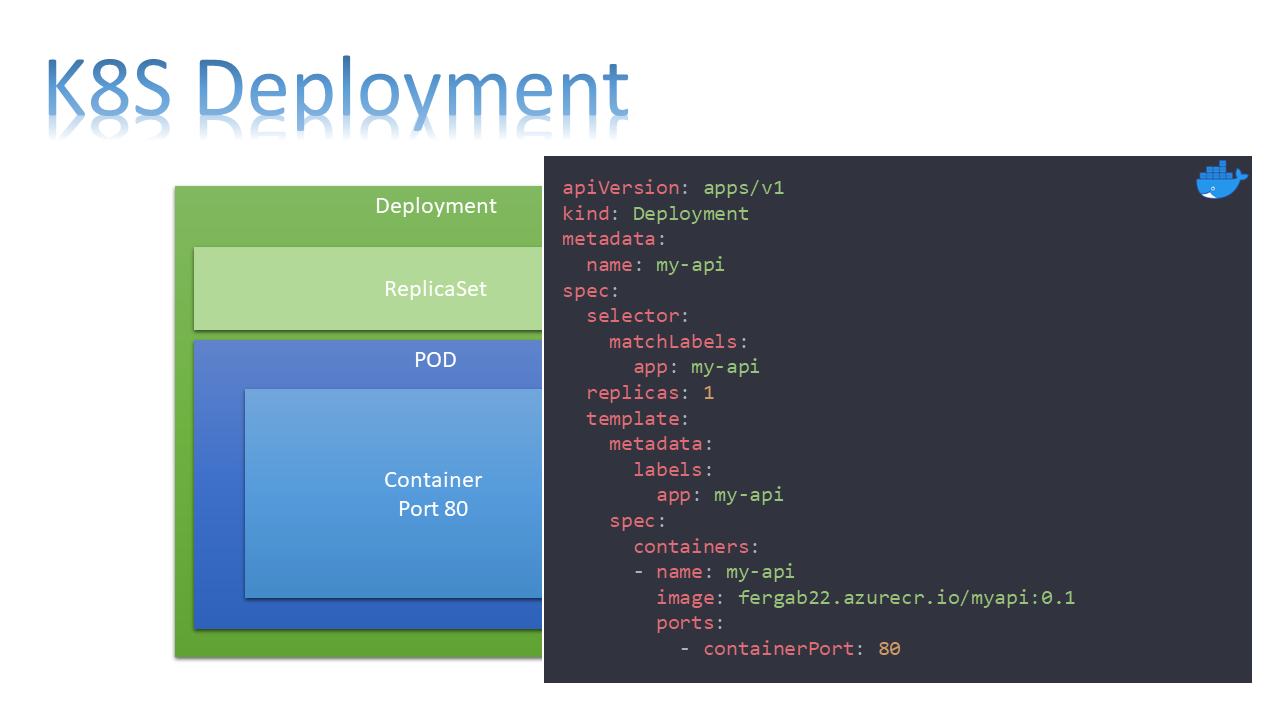 K8S Deployment
Deployment
ReplicaSet
POD
Container
Port 80
apiVersion: apps/v1
kind: Deployment
metadata:
  name: my-api
spec:
  selector:
    matchLabels:
      app: my-api
  replicas: 1
  template:
    metadata:
      labels:
        app: my-api
    spec:
      containers:
      - name: my-api
        image: fergab22.azurecr.io/myapi:0.1
        ports:
          - containerPort: 80